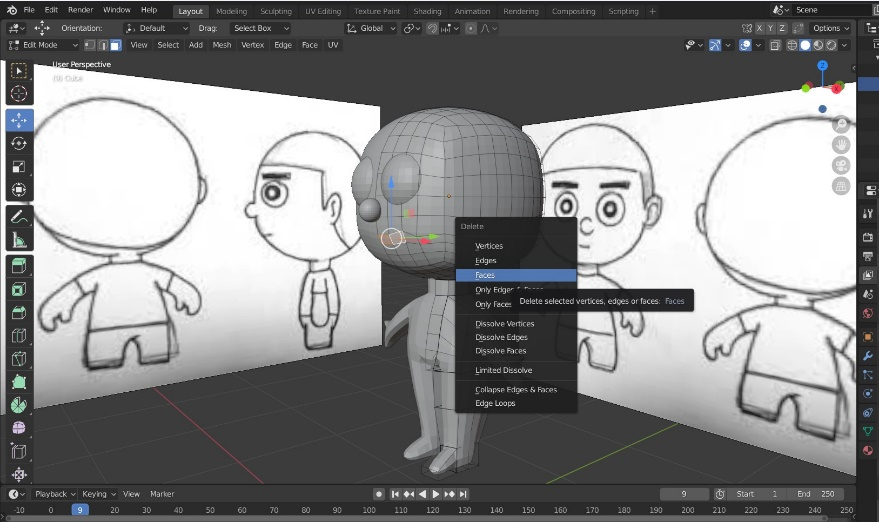 File Edit Render Window Help Layout Modeling Sculpting UV Editing Texture Paint Shading Animation Rendering Compositing Scripting + Scene
Orientation: Default Drag: Select Box Global X Y Z Options
Edit Mode View Select Add Mesh Vertex Edge Face UV
User Perspective
Cube
Z
X
Delete
Vertices
Edges
Faces
Only Edges & Faces
Only Faces
Delete selected vertices, edges or faces: Faces
Dissolve Vertices
Dissolve Edges
Dissolve Faces
Limited Dissolve
Collapse Edges & Faces
Edge Loops
Playback Keying View Marker 9 Start 1 End 250
-10 0 9 20 30 40 50 60 70 80 90 100 110 120 130 140 150 160 170 180 190 200 210 220 230 240 250